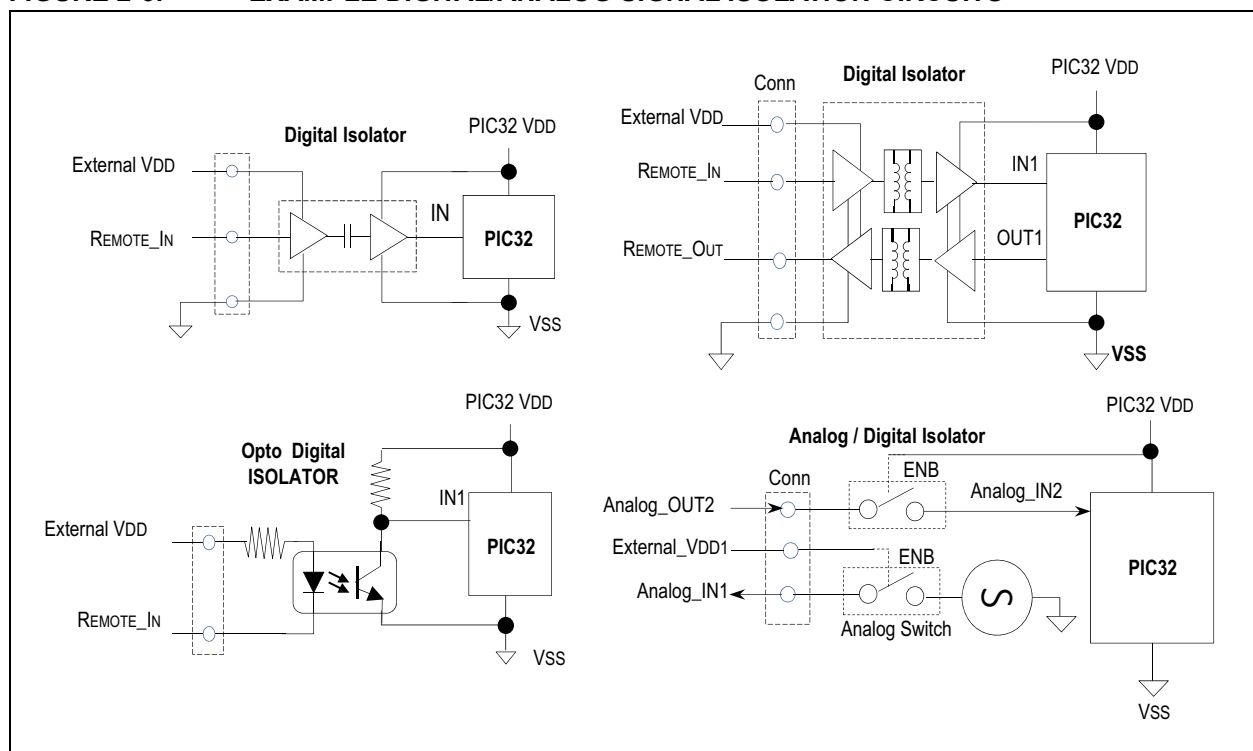 Digital Isolator
PIC32 VDD
External VDD
REMOTE_IN
IN
PIC32
VSS
Digital Isolator
Conn
PIC32 VDD
External VDD
REMOTE_IN
IN1
PIC32
REMOTE_OUT
OUT1
VSS
PIC32 VDD
Opto Digital
ISOLATOR
IN1
External VDD
PIC32
REMOTE_IN
VSS
PIC32 VDD
Analog / Digital Isolator
Conn
ENB
Analog_OUT2
Analog_IN2
External_VDD1
ENB
PIC32
Analog_IN1
Analog Switch
VSS